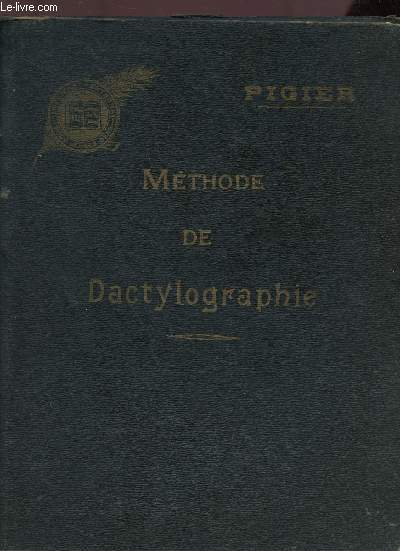 Le-livre.com
PIGIER
MÉTHODE
DE
Dactylographie